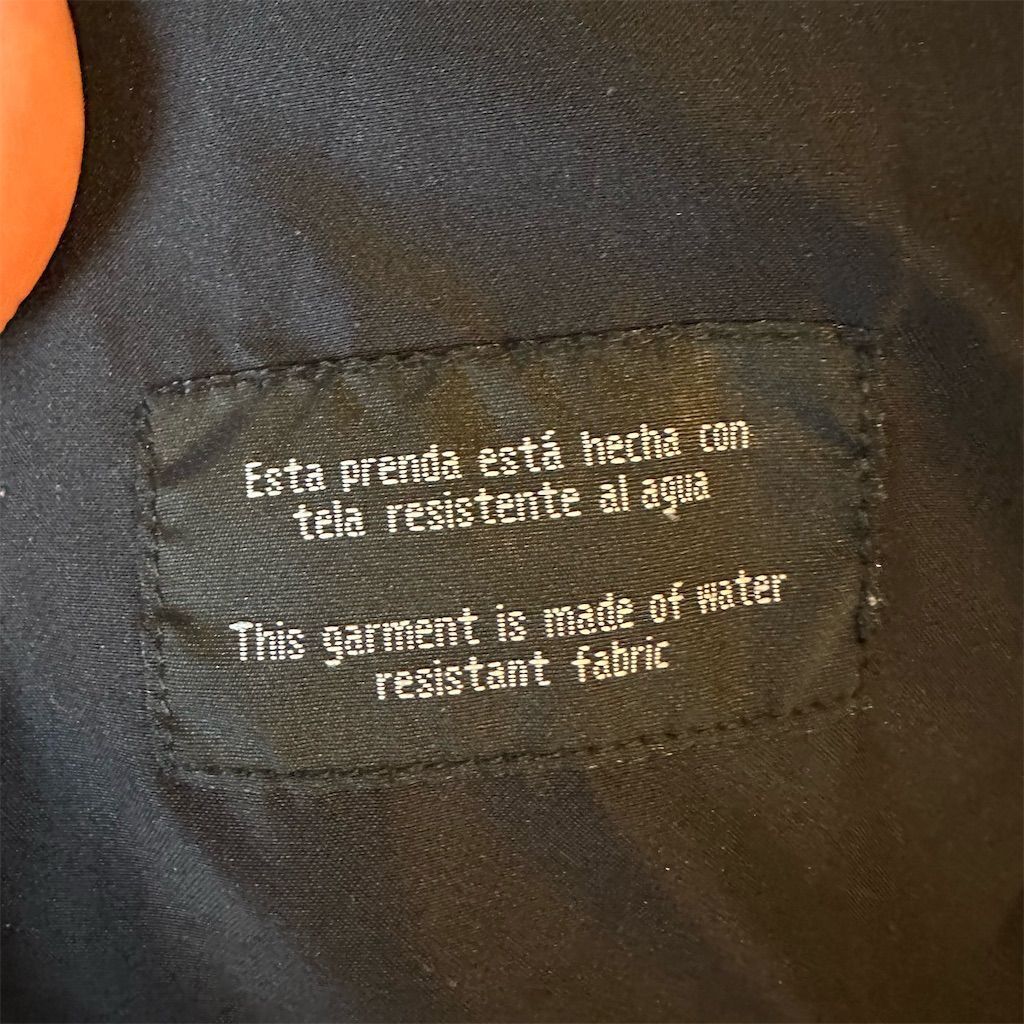 Esta prenda está hecha con
tela resistente al agua
This garment is made of water
resistant fabric